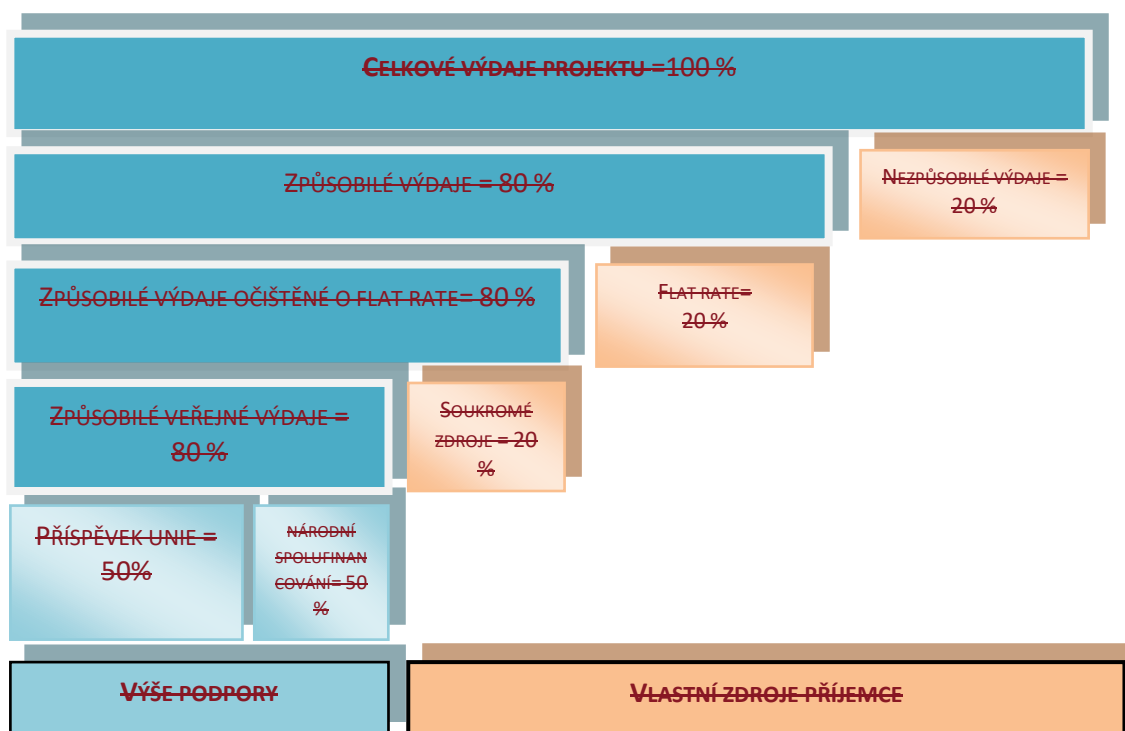 CELKOVÉ VÝDAJE PROJEKTU =100 %
ZPŮSOBILÉ VÝDAJE = 80 %
NEZPŮSOBILÉ VÝDAJE =
20 %
ZPŮSOBILÉ VÝDAJE OČIŠTĚNÉ O FLAT RATE= 80 %
FLAT RATE=
20 %
ZPŮSOBILÉ VEŘEJNÉ VÝDAJE =
80 %
SOUKROMÉ
ZDROJE = 20
%
PŘÍSPĚVEK UNIE =
50%
NÁRODNÍ
SPOLUFINAN
COVÁNÍ= 50
%
VÝŠE PODPORY
VLASTNÍ ZDROJE PŘÍJEMCE